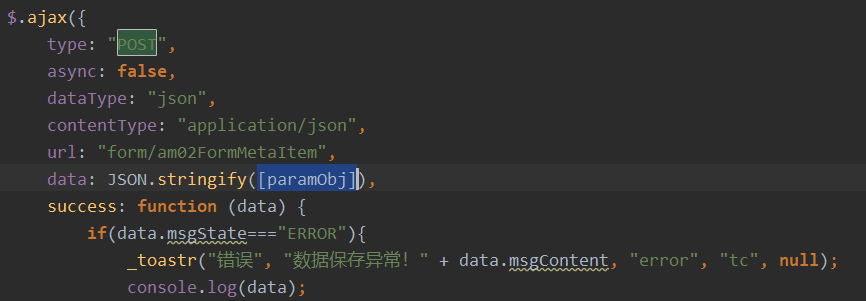 $.ajax({
type: "POST",
async: false,
dataType: "json",
contentType: "application/json",
url: "form/am02FormMetaItem",
data: JSON.stringify([paramObj]),
success: function (data) {
if(data.msgState==="ERROR"){
_toastr("错误", "数据保存异常! " + data.msgContent, "error", "tc", null);
console.log(data);